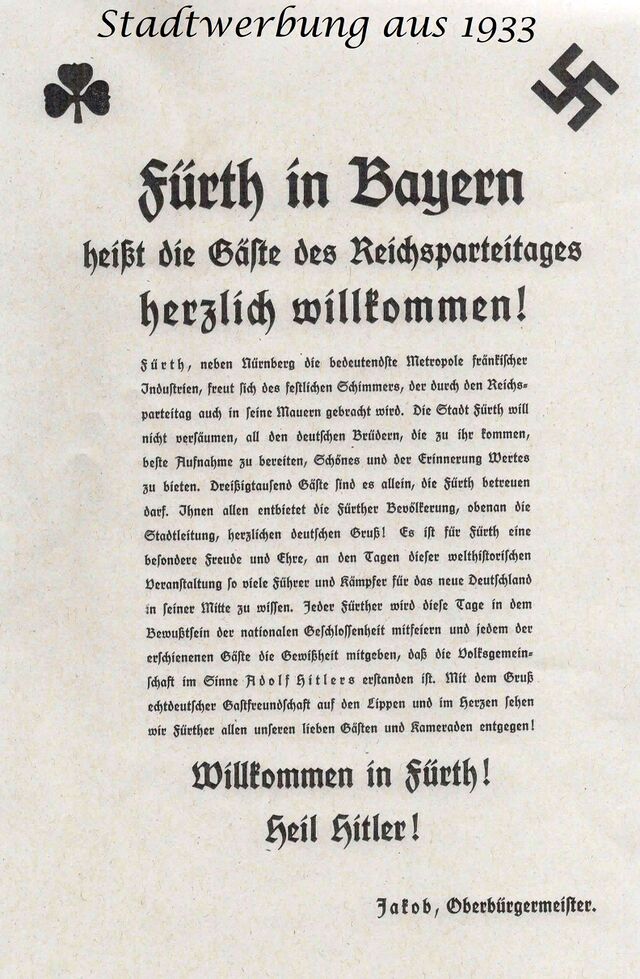 Stadtwerbung aus 1933
Fürth in Bayern
heißt die Gäste des Reichsparteitages
herzlich willkommen!
Fürth, neben Nürnberg die bedeutendste Metropole fränkischer
Industrien, freut sich des festlichen Schimmers, der durch den Reichs-
parteitag auch in seine Mauern gebracht wird. Die Stadt Fürth will
nicht versäumen, all den deutschen Brüdern, die zu ihr kommen,
beste Aufnahme zu bereiten, Schönes und der Erinnerung Wertes
zu bieten. Dreißigtausend Gäste sind es allein, die Fürth betreuen
darf. Ihnen allen entbietet die Fürther Bevölkerung, obenan die
Stadtleitung, herzlichen deutschen Gruß! Es ist für Fürth eine
besondere Freude und Ehre, an den Tagen dieser welthistorischen
Veranstaltung so viele Führer und Kämpfer für das neue Deutschland
in seiner Mitte zu wissen. Jeder Fürther wird diese Tage in dem
Bewußtsein der nationalen Geschlossenheit mitfeiern und jedem der
erschienenen Gäste die Gewißheit mitgeben, daß die Volksgemein-
schaft im Sinne Adolf Hitlers erstanden ist. Mit dem Gruß
echtdeutscher Gastfreundschaft auf den Lippen und im Herzen sehen
wir Fürther allen unseren lieben Gästen und Kameraden entgegen!
Willkommen in Fürth!
Heil Hitler!
Jakob, Oberbürgermeister.